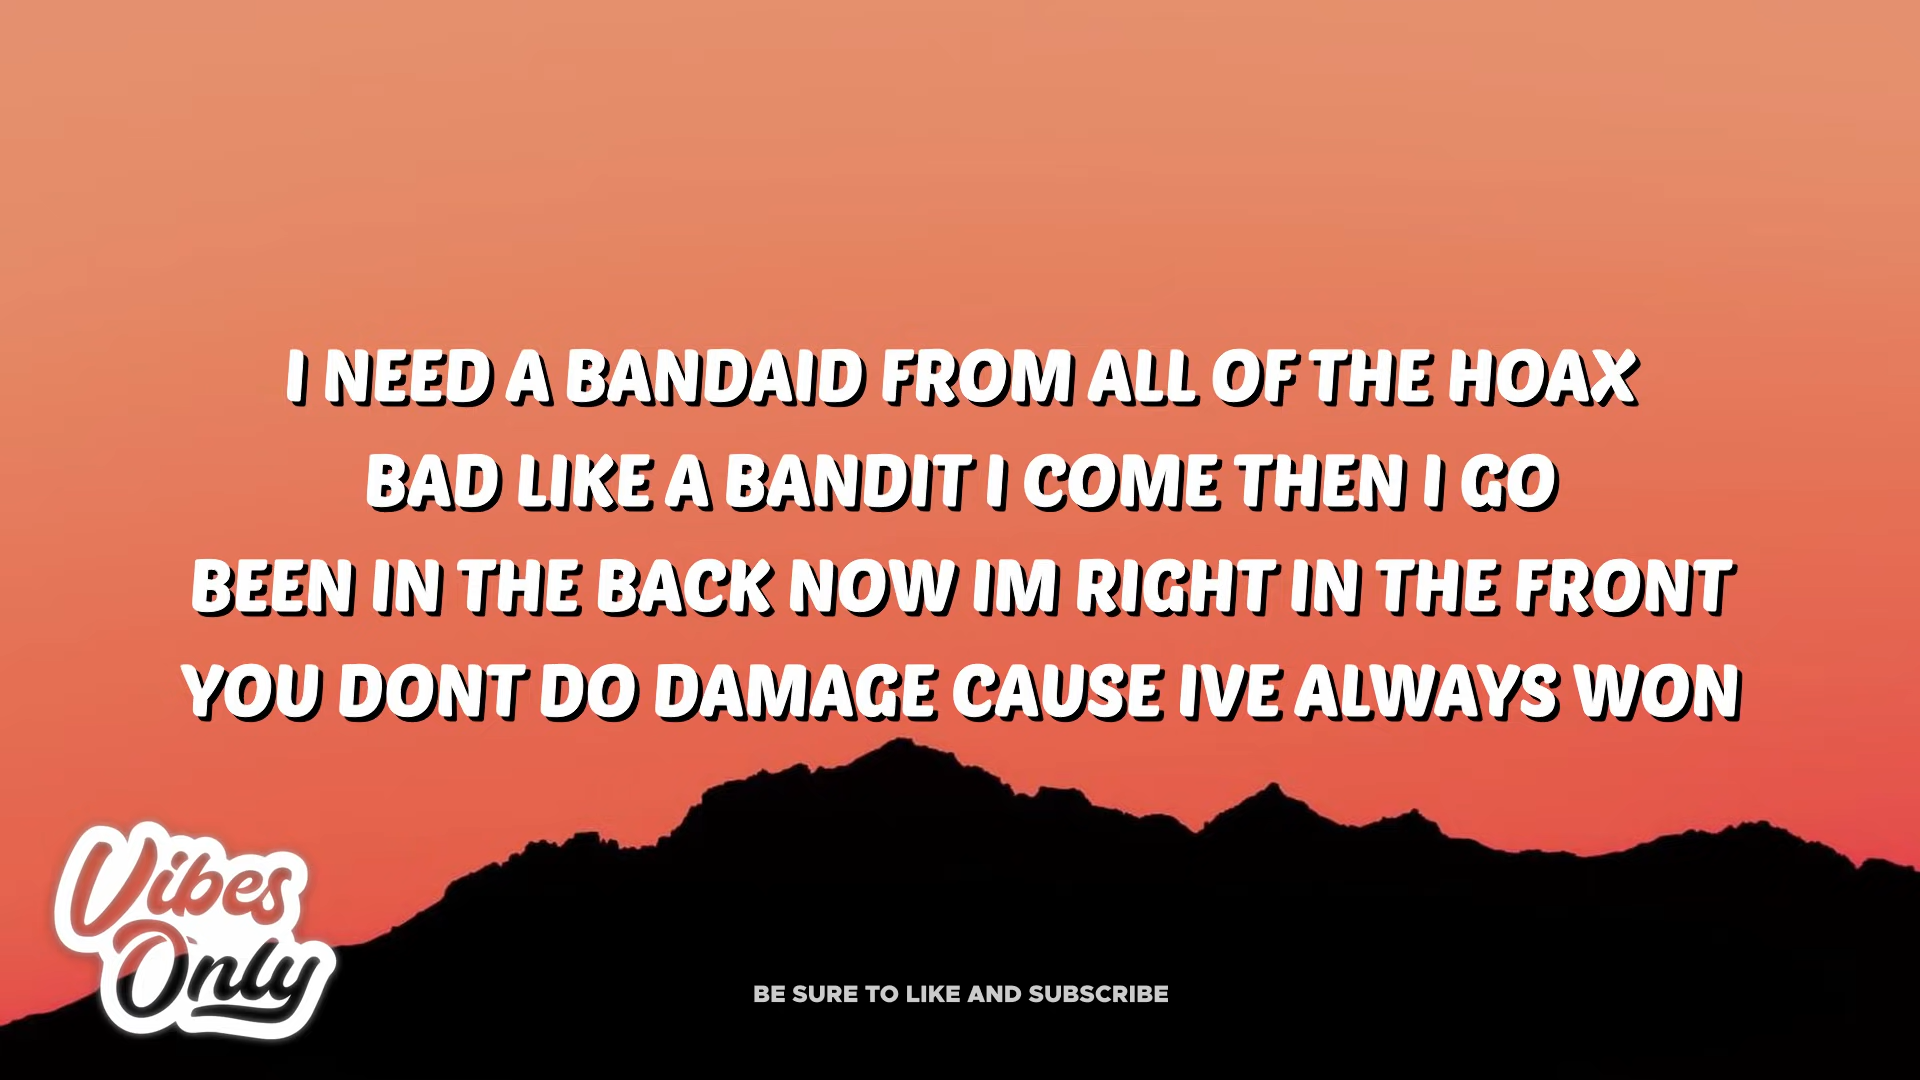 I NEED A BANDAID FROM ALL OF THE HOAX
BAD LIKE A BANDIT I COME THEN I GO
BEEN IN THE BACK NOW IM RIGHT IN THE FRONT
YOU DONT DO DAMAGE CAUSE IVE ALWAYS WON
Vibes
Only
BE SURE TO LIKE AND SUBSCRIBE